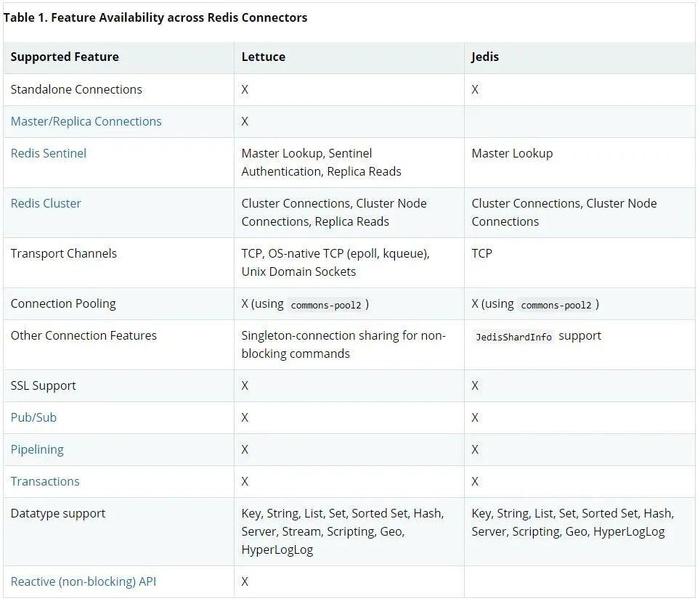 Table 1. Feature Availability across Redis Connectors
Supported Feature Lettuce Jedis
Standalone Connections X X
Master/Replica Connections X
Redis Sentinel Master Lookup, Sentinel Master Lookup
Authentication, Replica Reads
Redis Cluster Cluster Connections, Cluster Node Cluster Connections, Cluster Node
Connections, Replica Reads Connections
Transport Channels TCP, OS-native TCP (epoll, kqueue), TCP
Unix Domain Sockets
Connection Pooling X (using commons-pool2 ) X (using commons-pool2 )
Other Connection Features Singleton-connection sharing for non- JedisShardInfo support
blocking commands
SSL Support X X
Pub/Sub X X
Pipelining X X
Transactions X X
Datatype support Key, String, List, Set, Sorted Set, Hash, Key, String, List, Set, Sorted Set, Hash,
Server, Stream, Scripting, Geo, Server, Scripting, Geo, HyperLogLog
HyperLogLog
Reactive (non-blocking) API X